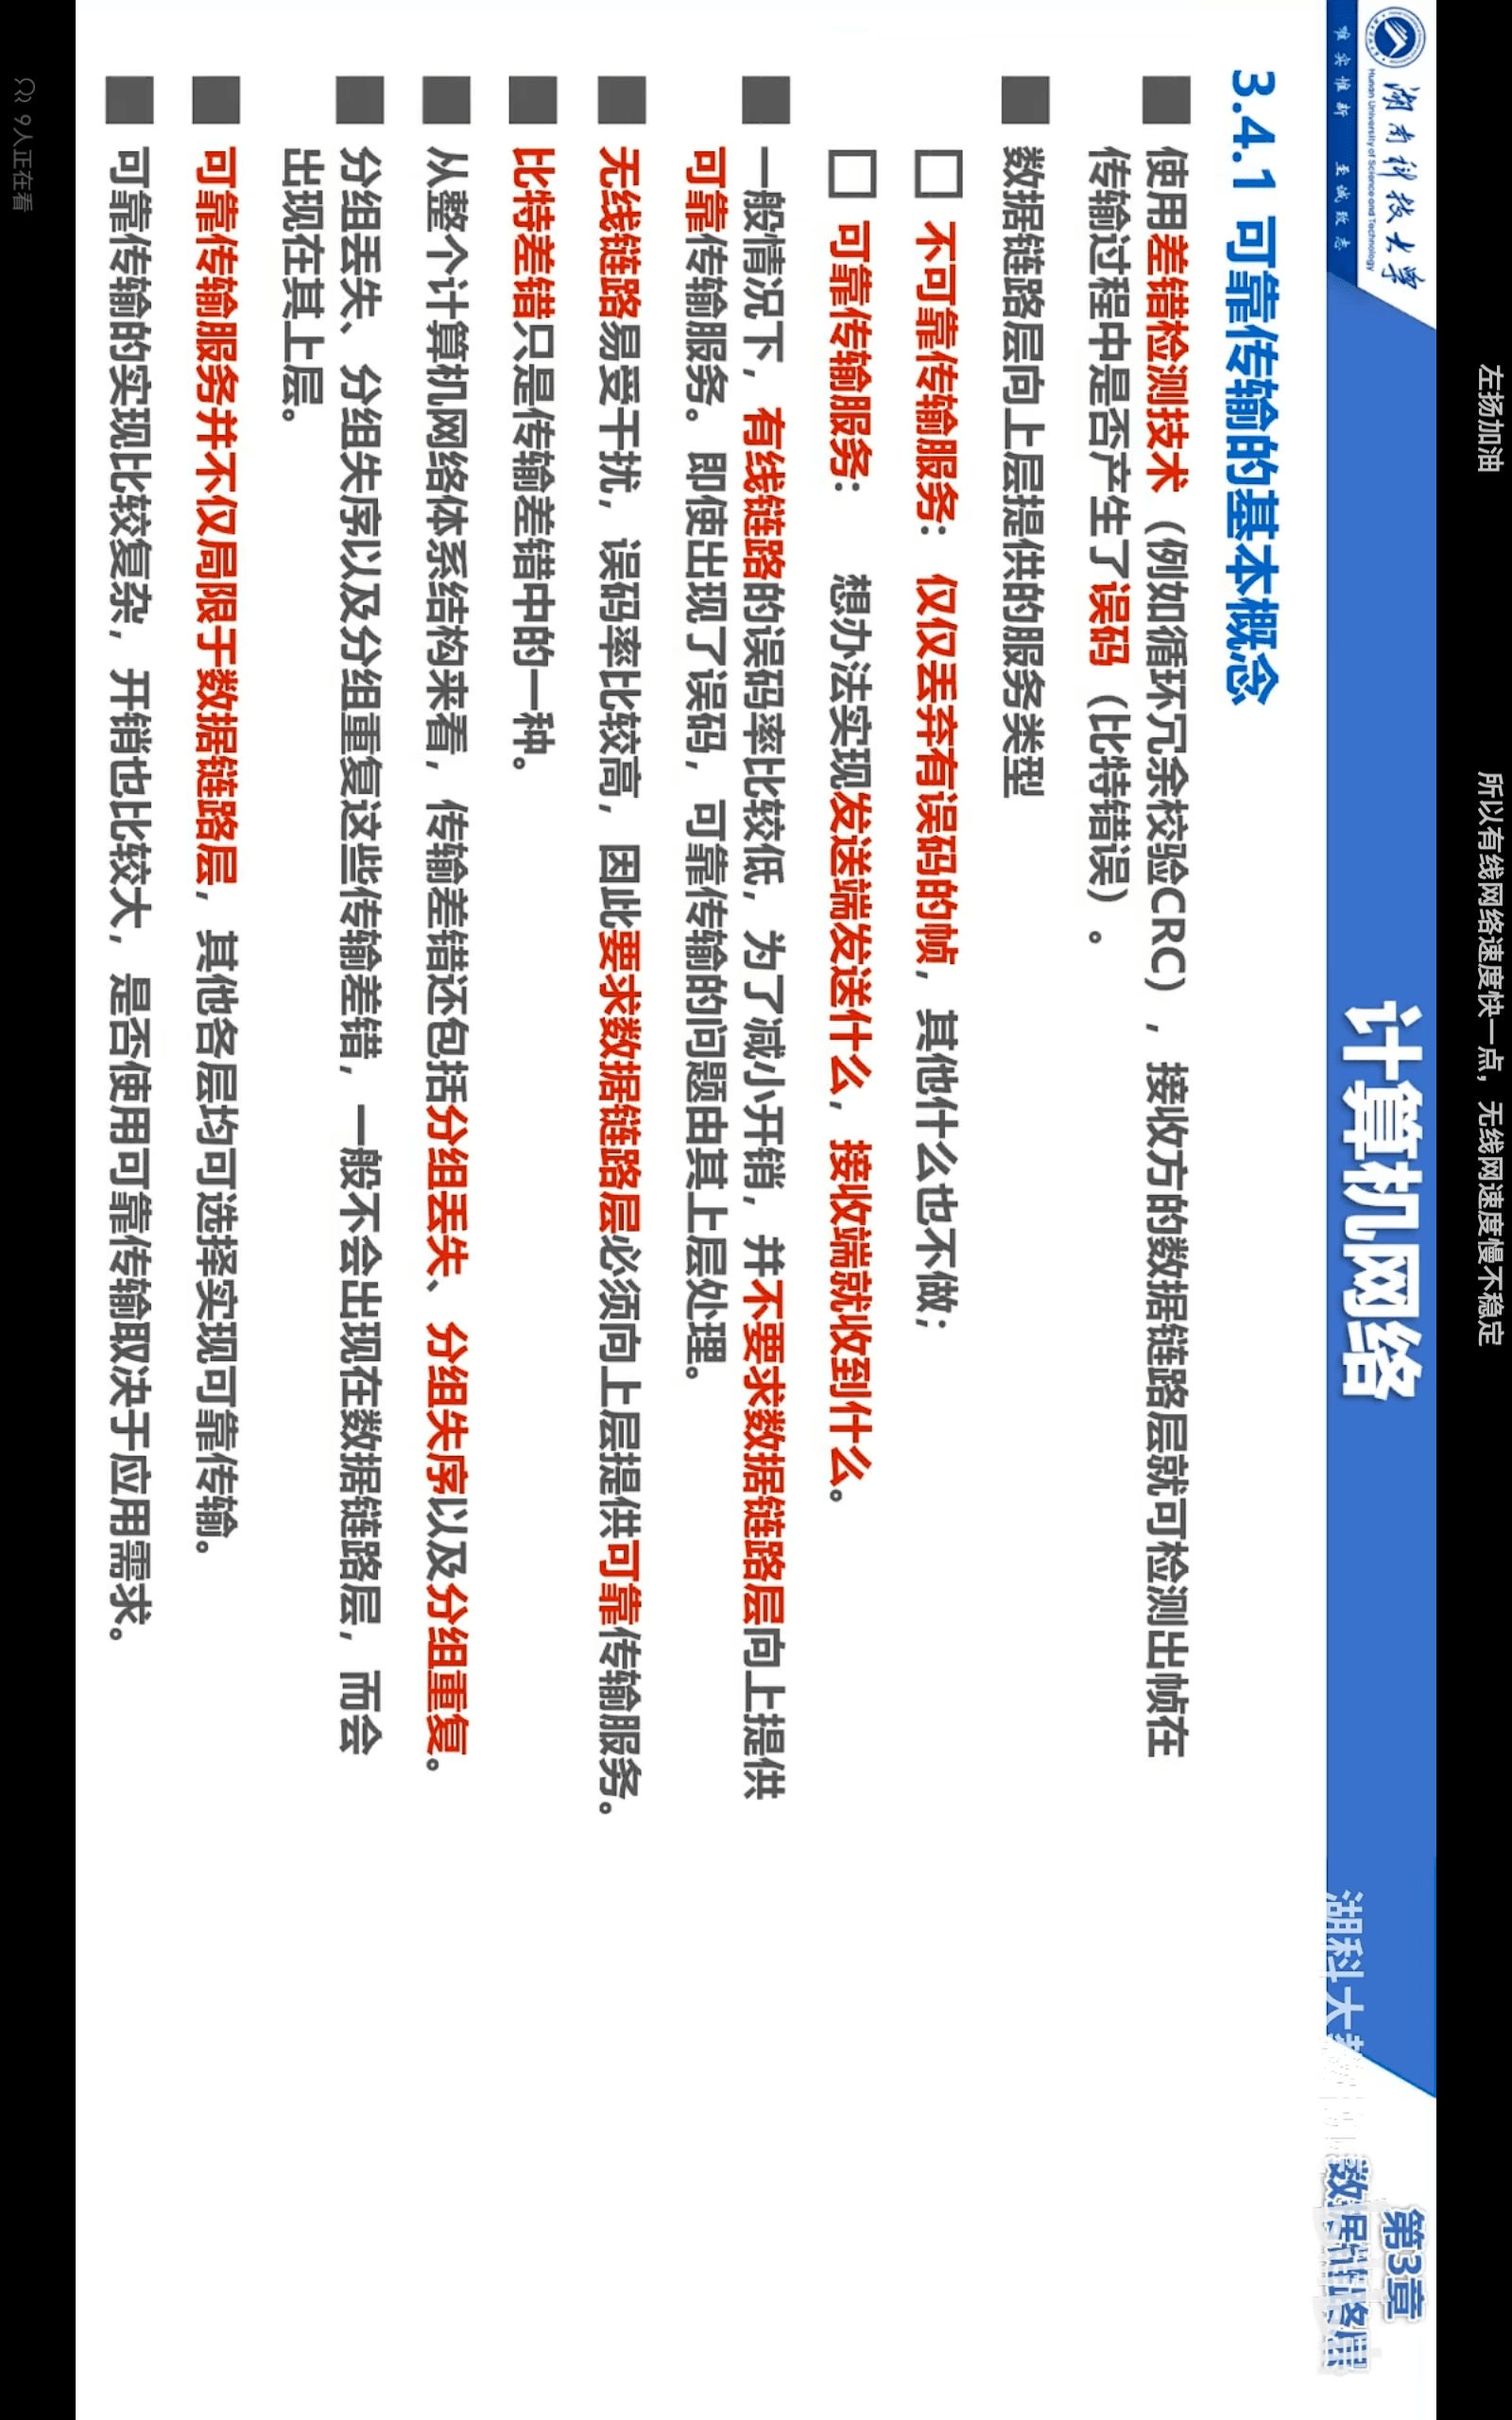 左扬加油
所以有线网络速度快一点，无线网速度慢不稳定
湖南科技大学
Hunan University of Science and Technology
唯实惟新 至诚致志
计算机网络
湖科大教
第3章
数据链路层
3.4.1 可靠传输的基本概念
使用差错检测技术（例如循环冗余校验CRC），接收方的数据链路层就可检测出帧在
传输过程中是否产生了误码（比特错误）。
数据链路层向上层提供的服务类型
不可靠传输服务：仅仅丢弃有误码的帧，其他什么也不做；
可靠传输服务：想办法实现发送端发送什么，接收端就收到什么。
一般情况下，有线链路的误码率比较低，为了减小开销，并不要求数据链路层向上提供
可靠传输服务。即使出现了误码，可靠传输的问题由其上层处理。
无线链路易受干扰，误码率比较高，因此要求数据链路层必须向上层提供可靠传输服务。
比特差错只是传输差错中的一种。
从整个计算机网络体系结构来看，传输差错还包括分组丢失、分组失序以及分组重复。
分组丢失、分组失序以及分组重复这些传输差错，一般不会出现在数据链路层，而会
出现在其上层。
可靠传输服务并不仅局限于数据链路层，其他各层均可选择实现可靠传输。
可靠传输的实现比较复杂，开销也比较大，是否使用可靠传输取决于应用需求。
9人正在看